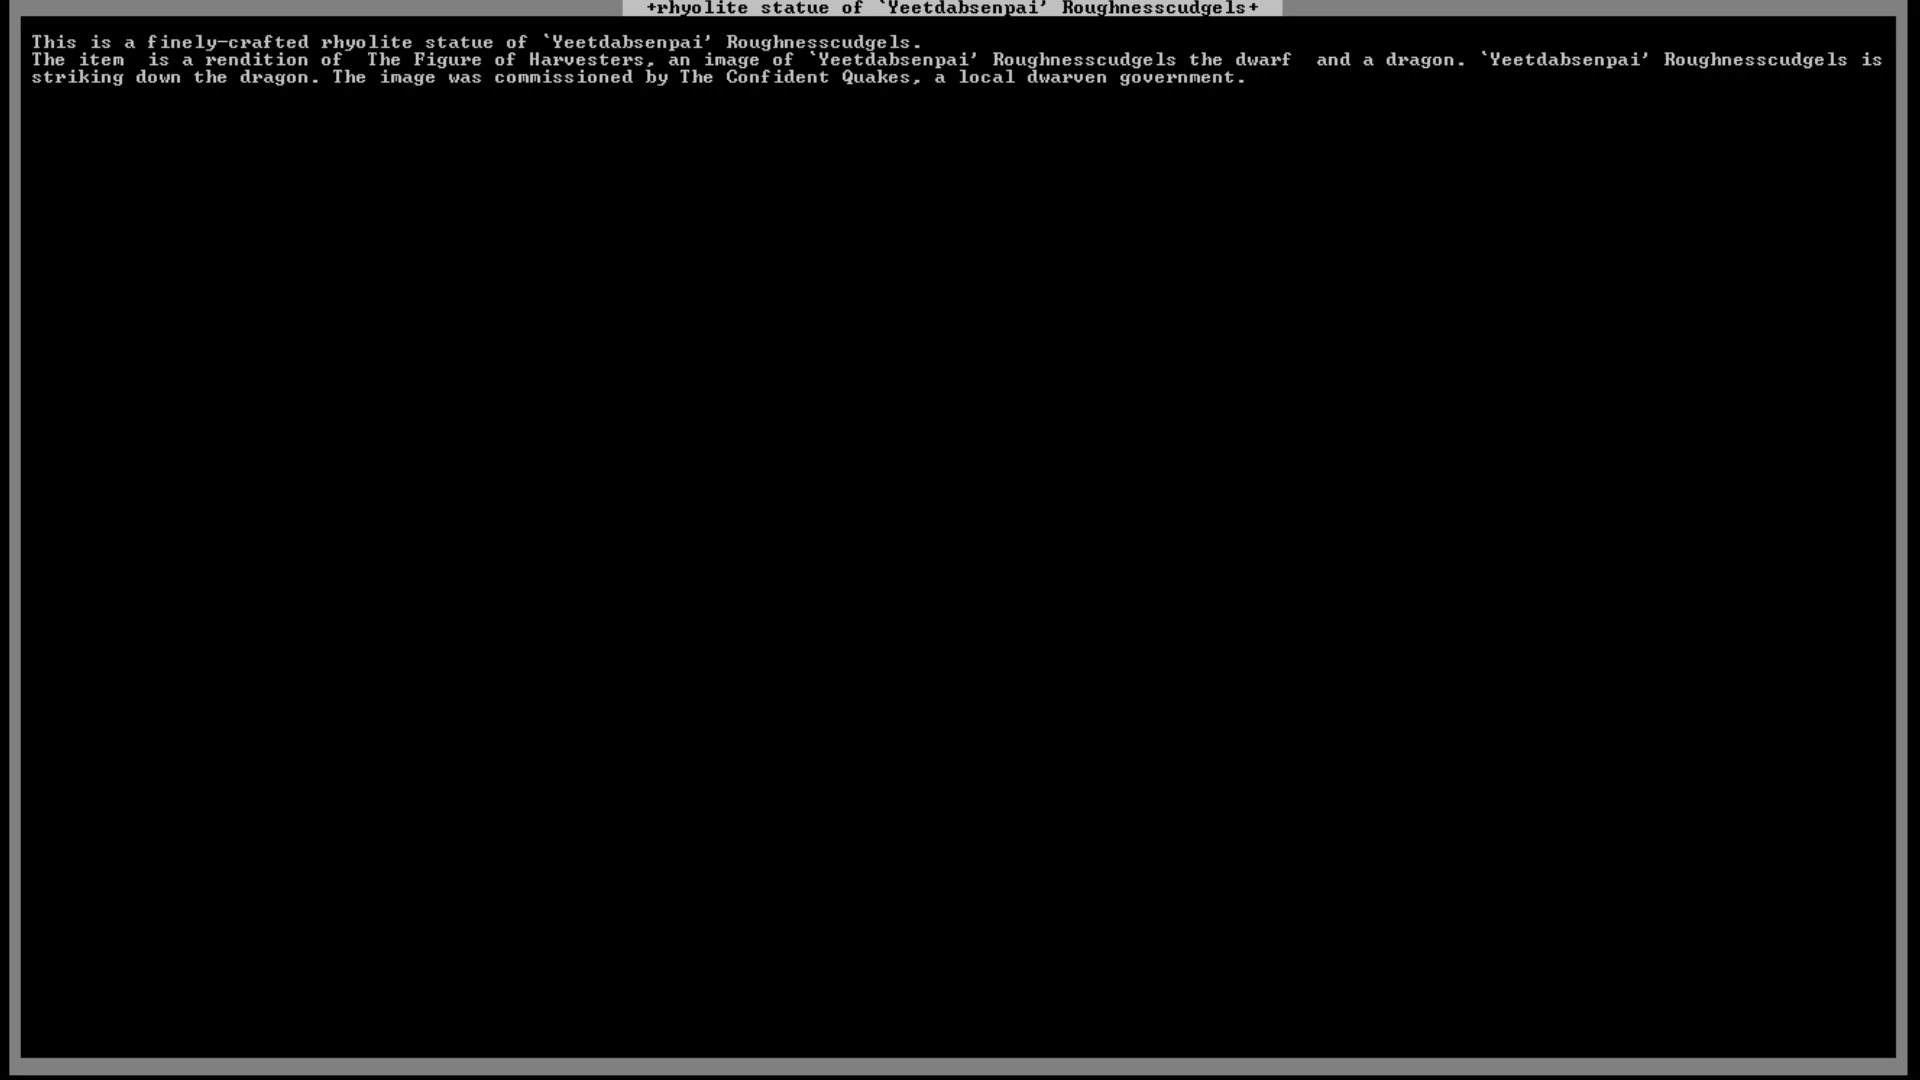 +rhyolite statue of `Yeetdabsenpai' Roughnesscudgels+
This is a finely-crafted rhyolite statue of `Yeetdabsenpai' Roughnesscudgels.
The item  is a rendition of  The Figure of Harvesters, an image of `Yeetdabsenpai' Roughnesscudgels the dwarf  and a dragon. `Yeetdabsenpai' Roughnesscudgels is
striking down the dragon. The image was commissioned by The Confident Quakes, a local dwarven government.